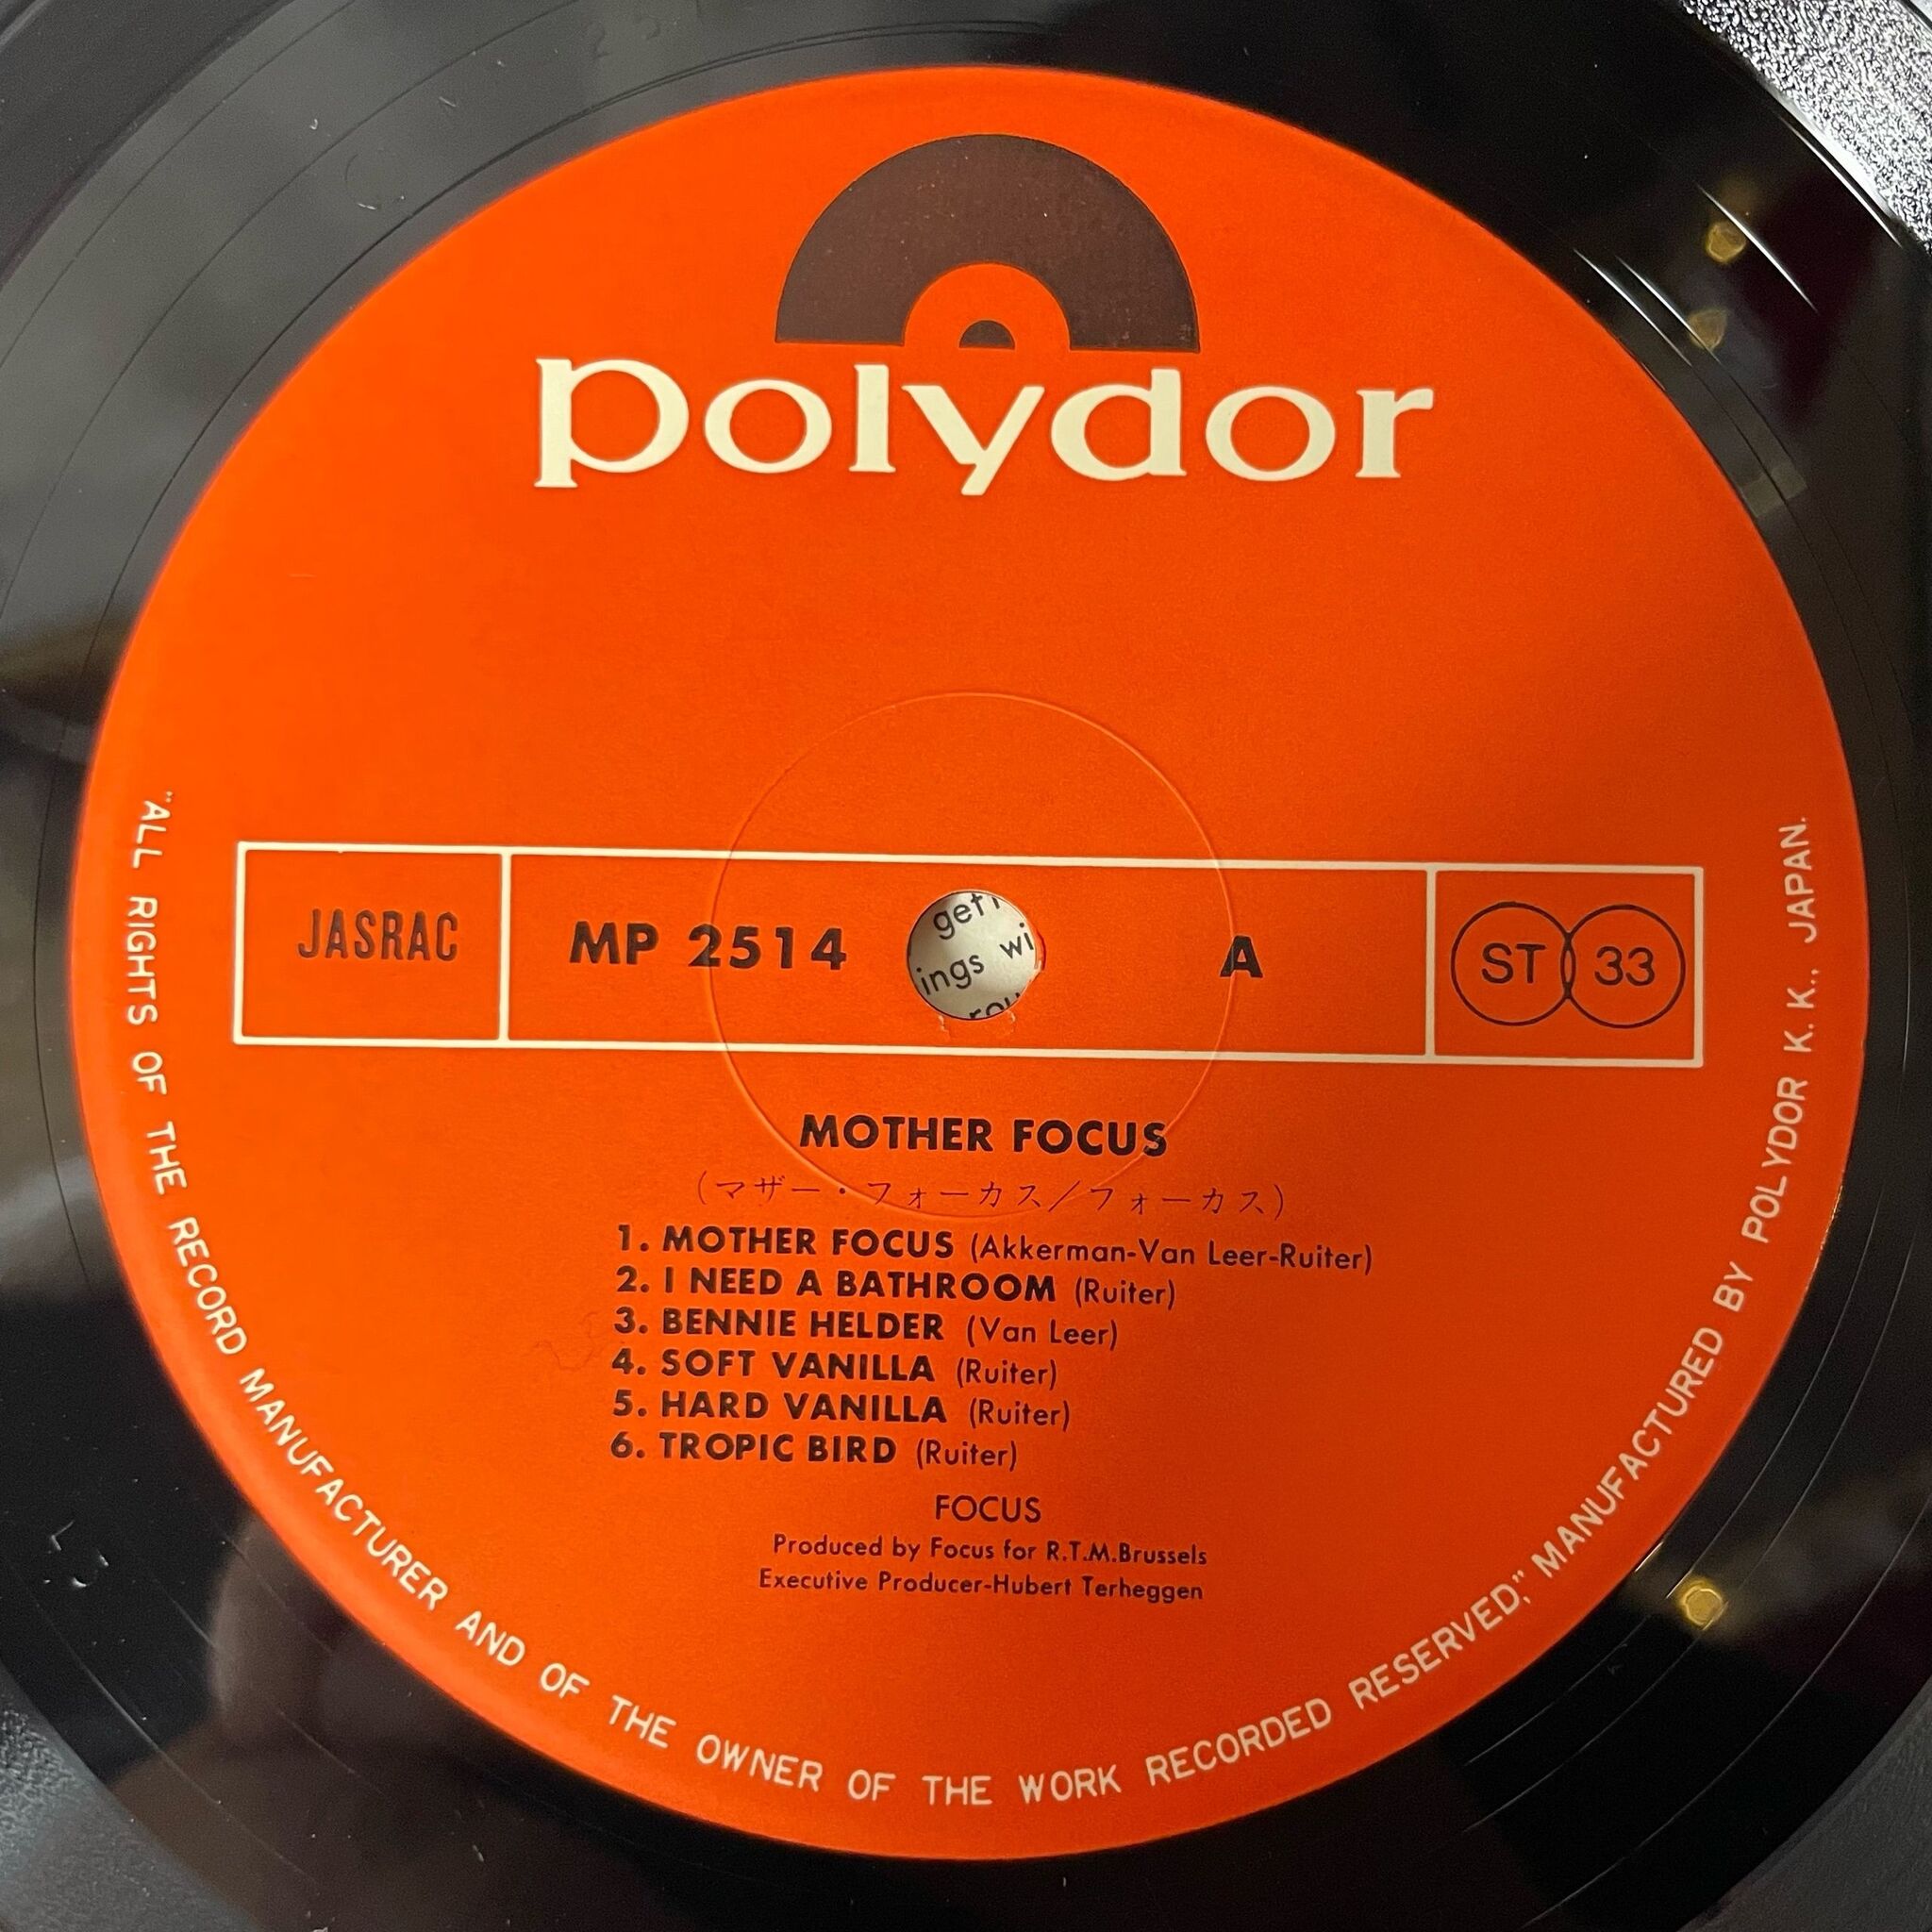 polydor
JASRAC
MP 2514
A
ST 33
MOTHER FOCUS
(マザー・フォーカス／フォーカス)
1. MOTHER FOCUS (Akkerman-Van Leer-Ruiter)
2. I NEED A BATHROOM (Ruiter)
3. BENNIE HELDER (Van Leer)
4. SOFT VANILLA (Ruiter)
5. HARD VANILLA (Ruiter)
6. TROPIC BIRD (Ruiter)
FOCUS
Produced by Focus for R.T.M.Brussels
Executive Producer-Hubert Terheggen
"ALL RIGHTS OF THE RECORD MANUFACTURER AND OF THE OWNER OF THE WORK RECORDED RESERVED," MANUFACTURED BY POLYDOR K. K., JAPAN.